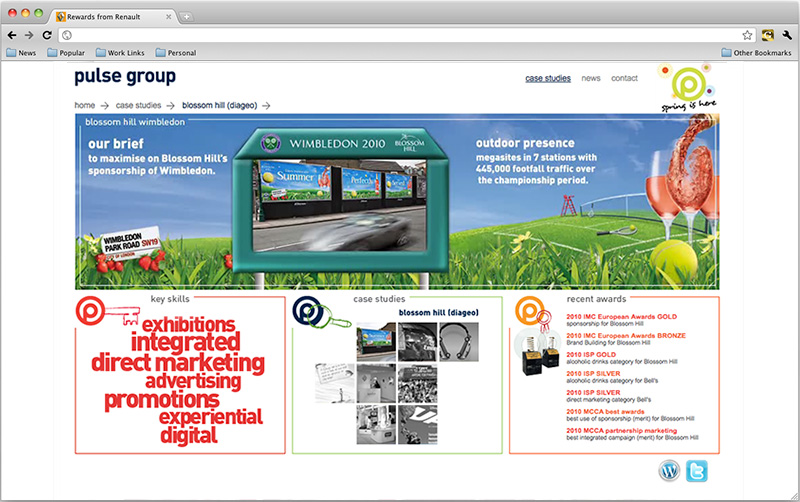 Rewards from Renault
News
Popular
Work Links
Personal
Other Bookmarks
pulse group
case studies
news
contact
spring is here
home
case studies
blossom hill (diageo)
blossom hill wimbledon
our brief
to maximise on Blossom Hill's
sponsorship of Wimbledon.
WIMBLEDON 2010
BLOSSOM
HILL
Summer
Perfectly
Served
outdoor presence
megasites in 7 stations with
445,000 footfall traffic over
the championship period.
WIMBLEDON
PARK ROAD SW19
CITY OF LONDON
key skills
exhibitions
integrated
direct marketing
advertising
promotions
experiential
digital
case studies
blossom hill (diageo)
recent awards
2010 IMC European Awards GOLD
sponsorship for Blossom Hill
2010 IMC European Awards BRONZE
Brand Building for Blossom Hill
2010 ISP GOLD
alcoholic drinks category for Blossom Hill
2010 ISP SILVER
alcoholic drinks category for Bell's
2010 ISP SILVER
direct marketing category Bell's
2010 MCCA best awards
best use of sponsorship (merit) for Blossom Hill
2010 MCCA partnership marketing
best integrated campaign (merit) for Blossom Hill